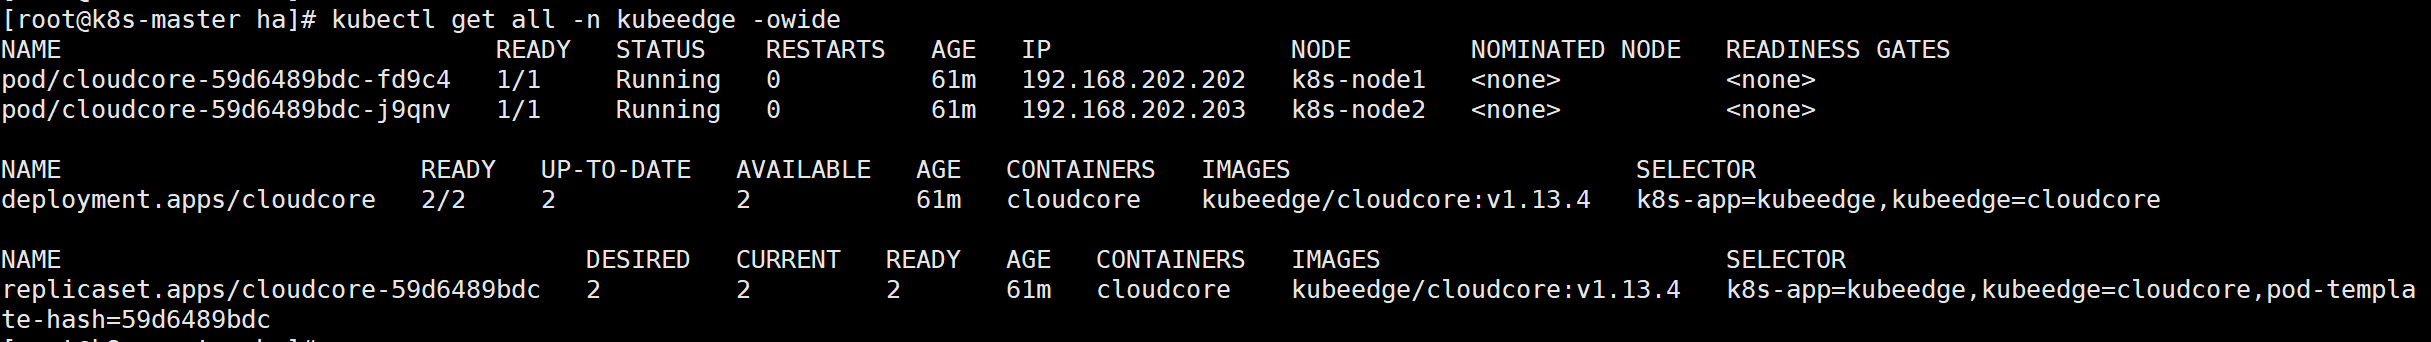 [root@k8s-master ha]# kubectl get all -n kubeedge -owide
NAME                             READY   STATUS    RESTARTS   AGE   IP                NODE        NOMINATED NODE   READINESS GATES
pod/cloudcore-59d6489bdc-fd9c4   1/1     Running   0          61m   192.168.202.202   k8s-node1   <none>           <none>
pod/cloudcore-59d6489bdc-j9qnv   1/1     Running   0          61m   192.168.202.203   k8s-node2   <none>           <none>
NAME                        READY   UP-TO-DATE   AVAILABLE   AGE   CONTAINERS   IMAGES                       SELECTOR
deployment.apps/cloudcore   2/2     2            2           61m   cloudcore    kubeedge/cloudcore:v1.13.4   k8s-app=kubeedge,kubeedge=cloudcore
NAME                                   DESIRED   CURRENT   READY   AGE   CONTAINERS   IMAGES                       SELECTOR
replicaset.apps/cloudcore-59d6489bdc   2         2         2       61m   cloudcore    kubeedge/cloudcore:v1.13.4   k8s-app=kubeedge,kubeedge=cloudcore,pod-templa
te-hash=59d6489bdc